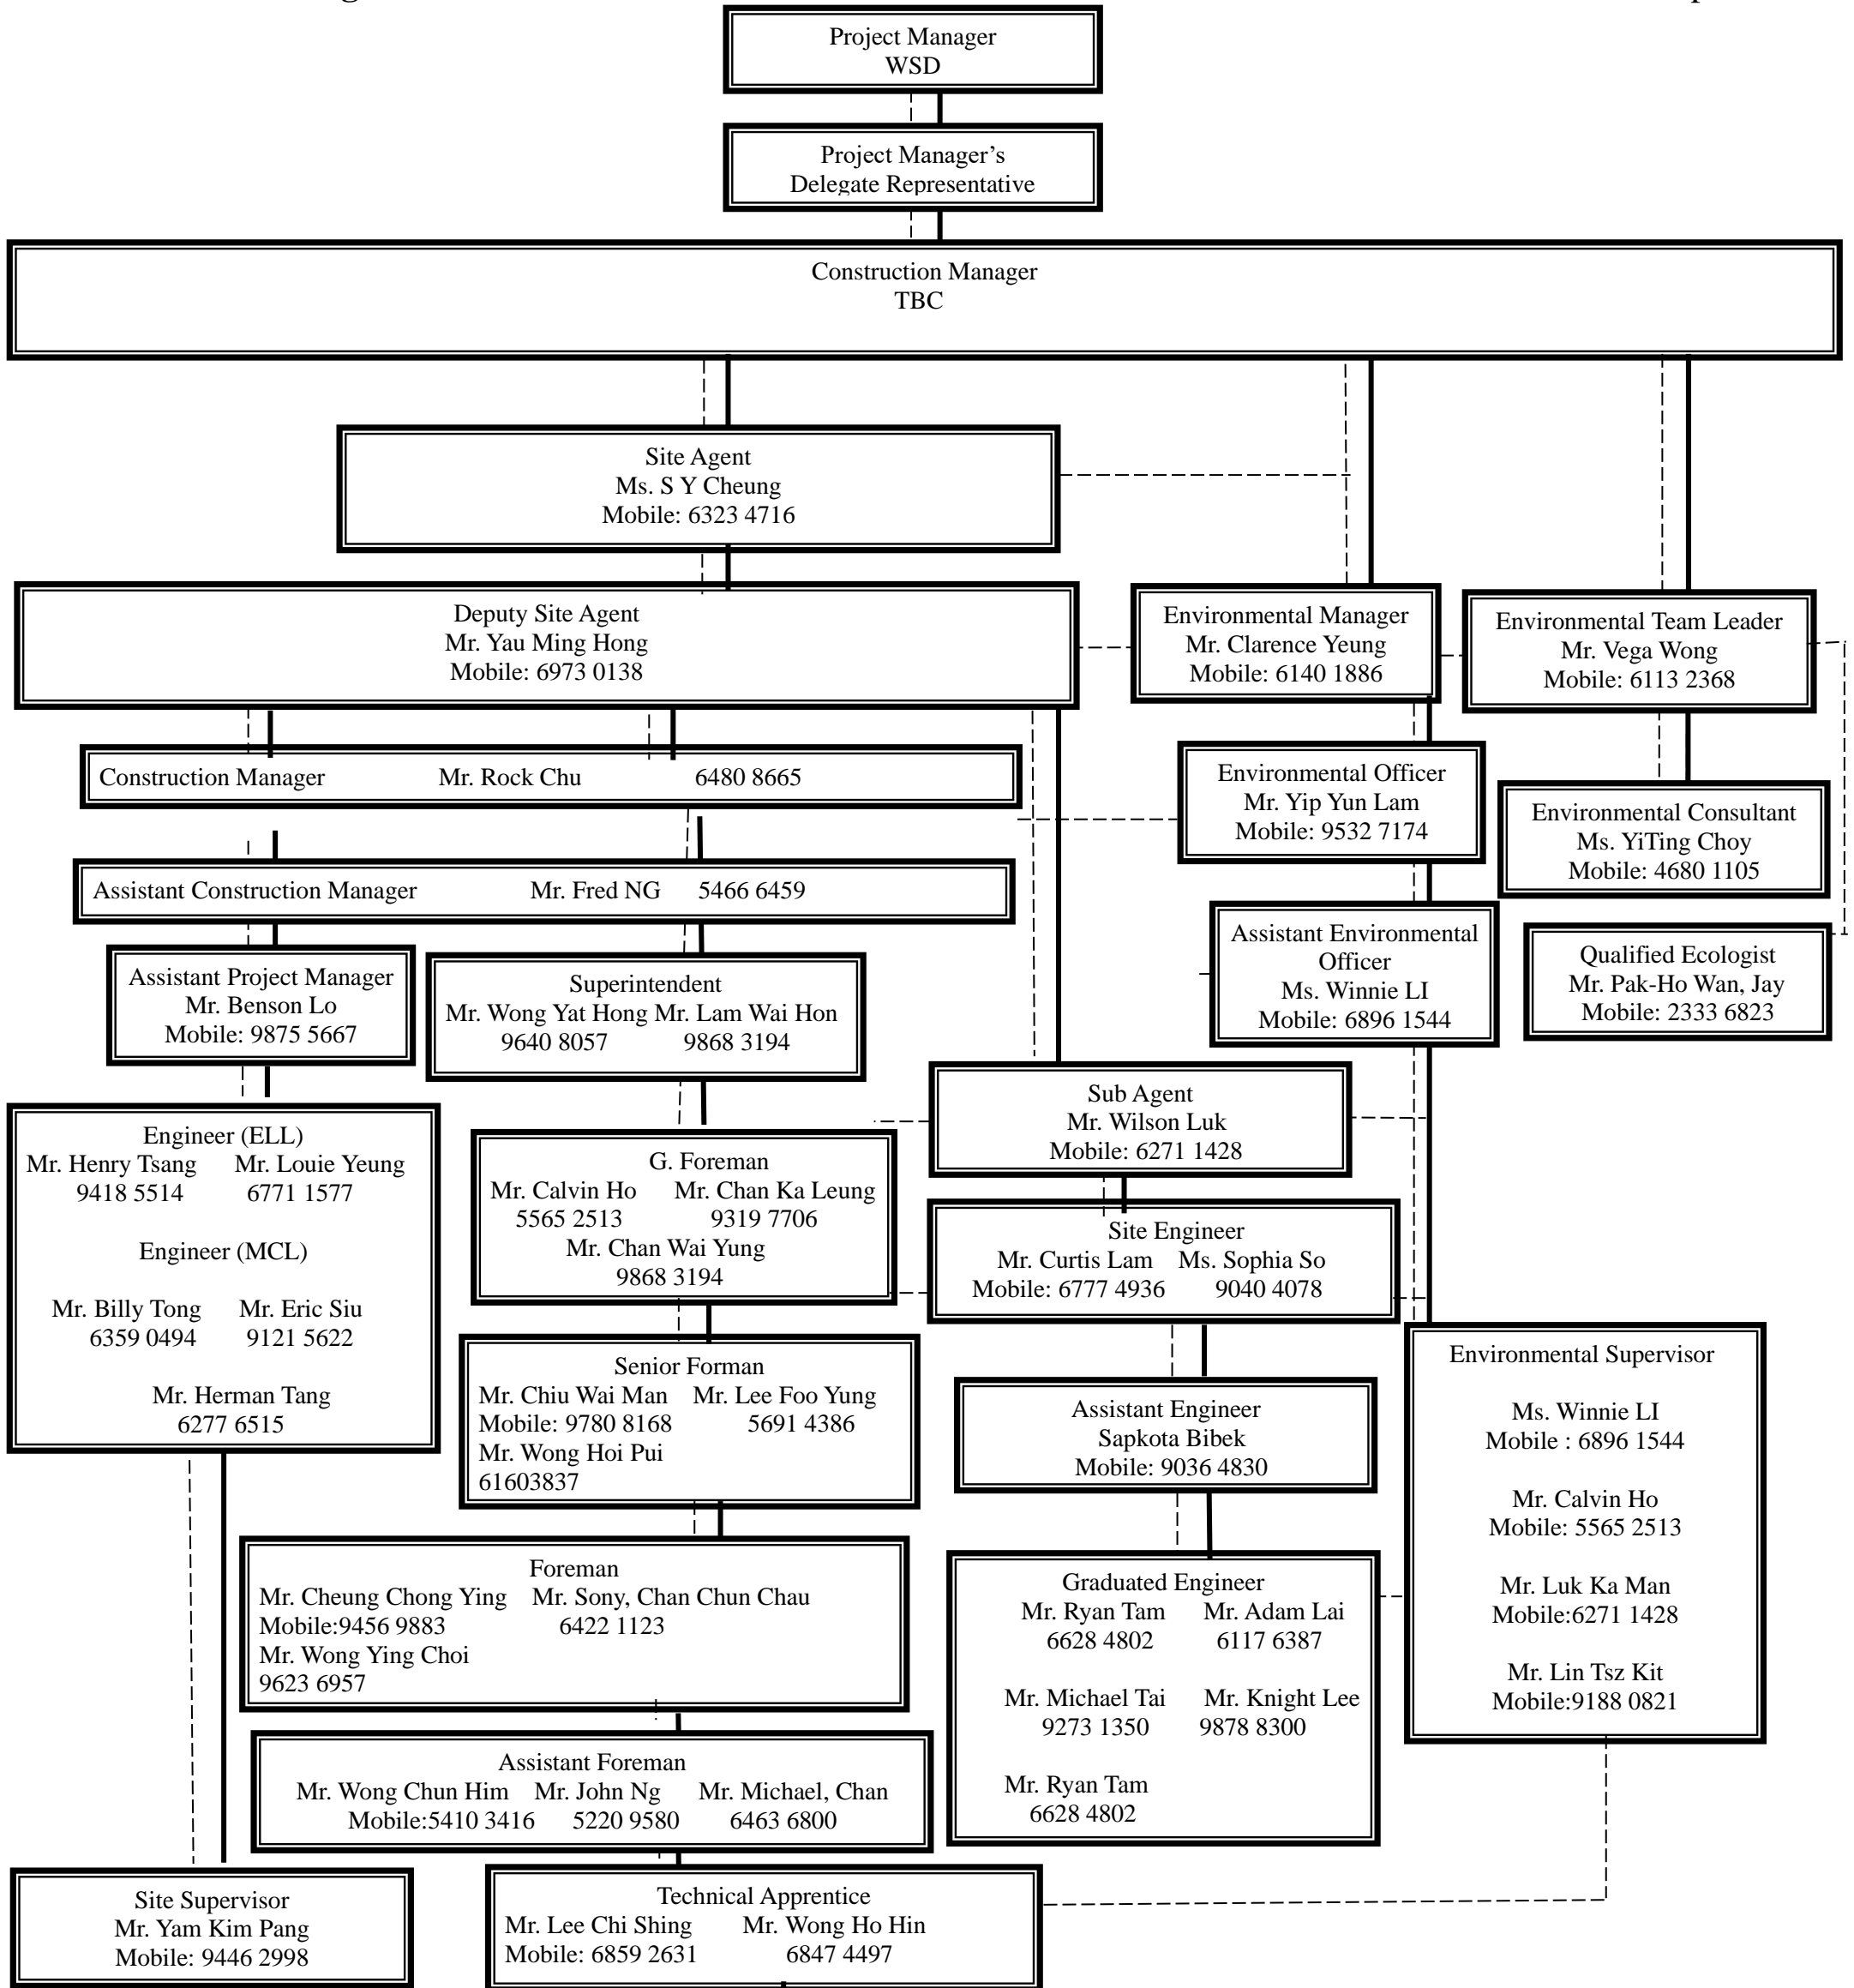 Project Manager
WSD
Project Manager’s
Delegate Representative
Construction Manager
TBC
Site Agent
Ms. S Y Cheung
Mobile: 6323 4716
Deputy Site Agent
Mr. Yau Ming Hong
Mobile: 6973 0138
Environmental Manager
Mr. Clarence Yeung
Mobile: 6140 1886
Environmental Team Leader
Mr. Vega Wong
Mobile: 6113 2368
Construction Manager Mr. Rock Chu 6480 8665
Environmental Officer
Mr. Yip Yun Lam
Mobile: 9532 7174
Environmental Consultant
Ms. YiTing Choy
Mobile: 4680 1105
Assistant Construction Manager Mr. Fred NG 5466 6459
Assistant Environmental
Officer
Ms. Winnie LI
Mobile: 6896 1544
Qualified Ecologist
Mr. Pak-Ho Wan, Jay
Mobile: 2333 6823
Assistant Project Manager
Mr. Benson Lo
Mobile: 9875 5667
Superintendent
Mr. Wong Yat Hong Mr. Lam Wai Hon
9640 8057 9868 3194
Sub Agent
Mr. Wilson Luk
Mobile: 6271 1428
Engineer (ELL)
Mr. Henry Tsang Mr. Louie Yeung
9418 5514 6771 1577
Engineer (MCL)
Mr. Billy Tong Mr. Eric Siu
6359 0494 9121 5622
Mr. Herman Tang
6277 6515
G. Foreman
Mr. Calvin Ho Mr. Chan Ka Leung
5565 2513 9319 7706
Mr. Chan Wai Yung
9868 3194
Site Engineer
Mr. Curtis Lam Ms. Sophia So
Mobile: 6777 4936 9040 4078
Senior Forman
Mr. Chiu Wai Man Mr. Lee Foo Yung
Mobile: 9780 8168 5691 4386
Mr. Wong Hoi Pui
61603837
Assistant Engineer
Sapkota Bibek
Mobile: 9036 4830
Environmental Supervisor
Ms. Winnie LI
Mobile : 6896 1544
Mr. Calvin Ho
Mobile: 5565 2513
Mr. Luk Ka Man
Mobile:6271 1428
Mr. Lin Tsz Kit
Mobile:9188 0821
Foreman
Mr. Cheung Chong Ying Mr. Sony, Chan Chun Chau
Mobile:9456 9883 6422 1123
Mr. Wong Ying Choi
9623 6957
Graduated Engineer
Mr. Ryan Tam Mr. Adam Lai
6628 4802 6117 6387
Mr. Michael Tai Mr. Knight Lee
9273 1350 9878 8300
Mr. Ryan Tam
6628 4802
Assistant Foreman
Mr. Wong Chun Him Mr. John Ng Mr. Michael, Chan
Mobile:5410 3416 5220 9580 6463 6800
Site Supervisor
Mr. Yam Kim Pang
Mobile: 9446 2998
Technical Apprentice
Mr. Lee Chi Shing Mr. Wong Ho Hin
Mobile: 6859 2631 6847 4497